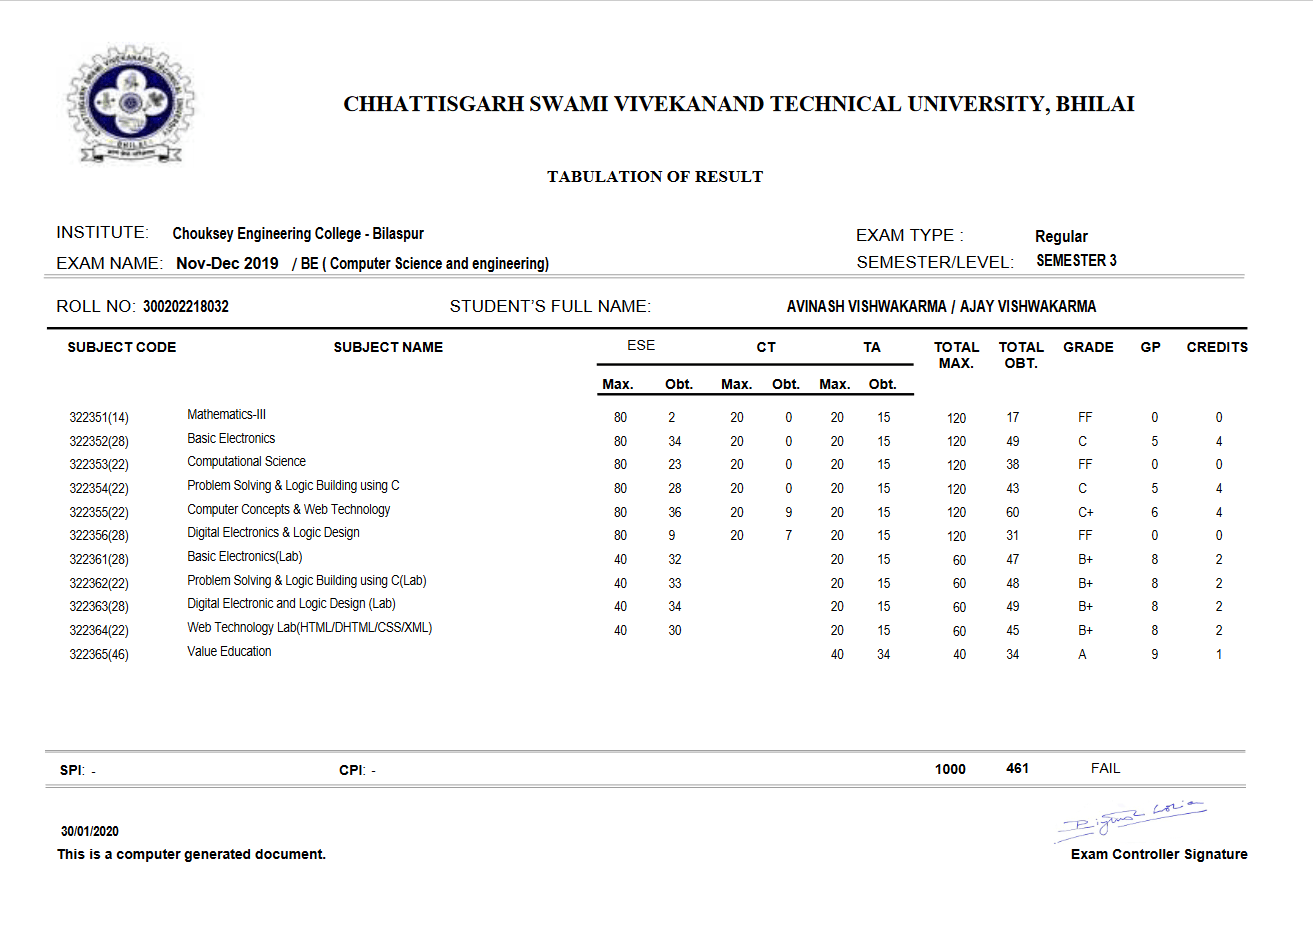 CHHATTISGARH SWAMI VIVEKANAND TECHNICAL UNIVERSITY, BHILAI
TABULATION OF RESULT
INSTITUTE: Chouksey Engineering College - Bilaspur EXAM TYPE : Regular
EXAM NAME: Nov-Dec 2019 / BE ( Computer Science and engineering) SEMESTER/LEVEL: SEMESTER 3
ROLL NO: 300202218032 STUDENT'S FULL NAME: AVINASH VISHWAKARMA / AJAY VISHWAKARMA
SUBJECT CODE SUBJECT NAME ESE CT TA TOTAL MAX. TOTAL OBT. GRADE GP CREDITS
Max. Obt. Max. Obt. Max. Obt.
322351(14) Mathematics-III 80 2 20 0 20 15 120 17 FF 0 0
322352(28) Basic Electronics 80 34 20 0 20 15 120 49 C 5 4
322353(22) Computational Science 80 23 20 0 20 15 120 38 FF 0 0
322354(22) Problem Solving & Logic Building using C 80 28 20 0 20 15 120 43 C 5 4
322355(22) Computer Concepts & Web Technology 80 36 20 9 20 15 120 60 C+ 6 4
322356(28) Digital Electronics & Logic Design 80 9 20 7 20 15 120 31 FF 0 0
322361(28) Basic Electronics(Lab) 40 32 20 15 60 47 B+ 8 2
322362(22) Problem Solving & Logic Building using C(Lab) 40 33 20 15 60 48 B+ 8 2
322363(28) Digital Electronic and Logic Design (Lab) 40 34 20 15 60 49 B+ 8 2
322364(22) Web Technology Lab(HTML/DHTML/CSS/XML) 40 30 20 15 60 45 B+ 8 2
322365(46) Value Education 40 34 40 34 A 9 1
SPI: - CPI: - 1000 461 FAIL
30/01/2020
This is a computer generated document. Exam Controller Signature